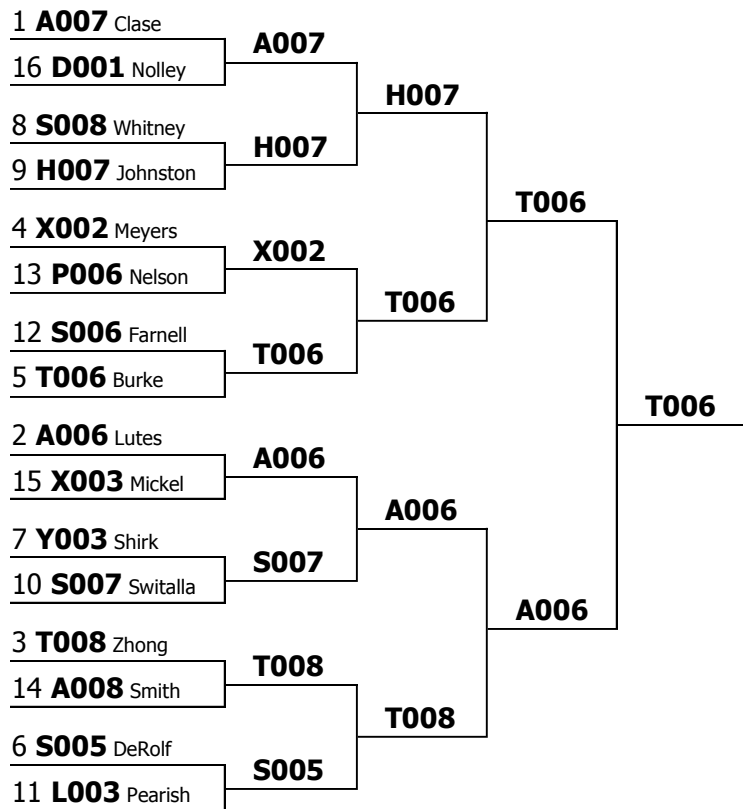 1 A007 Clase
16 D001 Nolley
8 S008 Whitney
9 H007 Johnston
4 X002 Meyers
13 P006 Nelson
12 S006 Farnell
5 T006 Burke
2 A006 Lutes
15 X003 Mickel
7 Y003 Shirk
10 S007 Switalla
3 T008 Zhong
14 A008 Smith
6 S005 DeRolf
11 L003 Pearish
A007
H007
X002
T006
A006
S007
T008
S005
H007
T006
A006
T008
T006
A006
T006